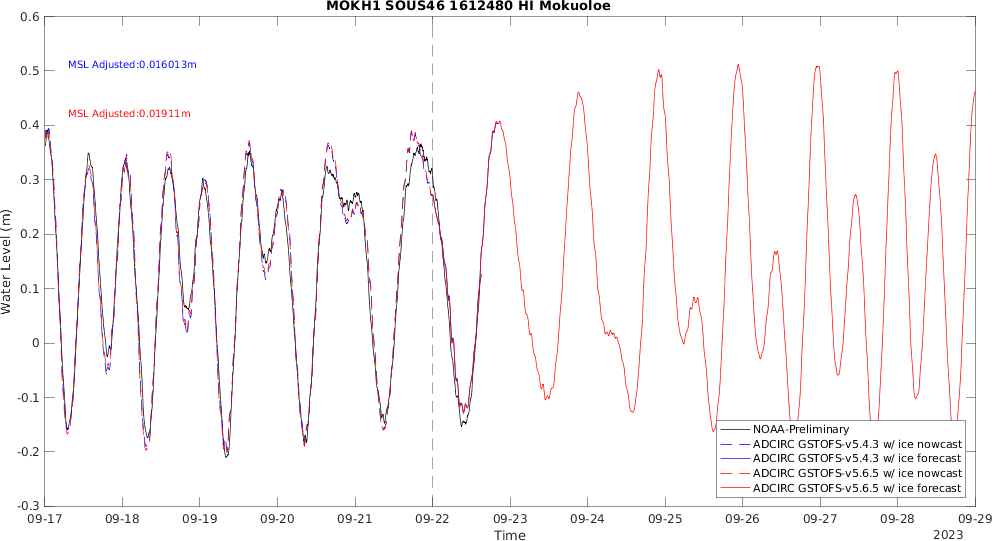 MOKH1 SOUS46 1612480 HI Mokuoloe
0.6
0.5
0.4
0.3
0.2
0.1
0
-0.1
-0.2
-0.3
Water Level (m)
MSL Adjusted:0.016013m
MSL Adjusted:0.01911m
NOAA-Preliminary
ADCIRC GSTOFS-v5.4.3 w/ ice nowcast
ADCIRC GSTOFS-v5.4.3 w/ ice forecast
ADCIRC GSTOFS-v5.6.5 w/ ice nowcast
ADCIRC GSTOFS-v5.6.5 w/ ice forecast
09-17 09-18 09-19 09-20 09-21 09-22 09-23 09-24 09-25 09-26 09-27 09-28 09-29
Time
2023